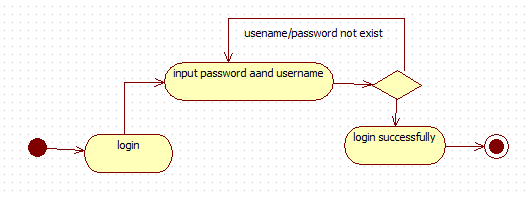 usename/password not exist
input password aand username
login
login successfully